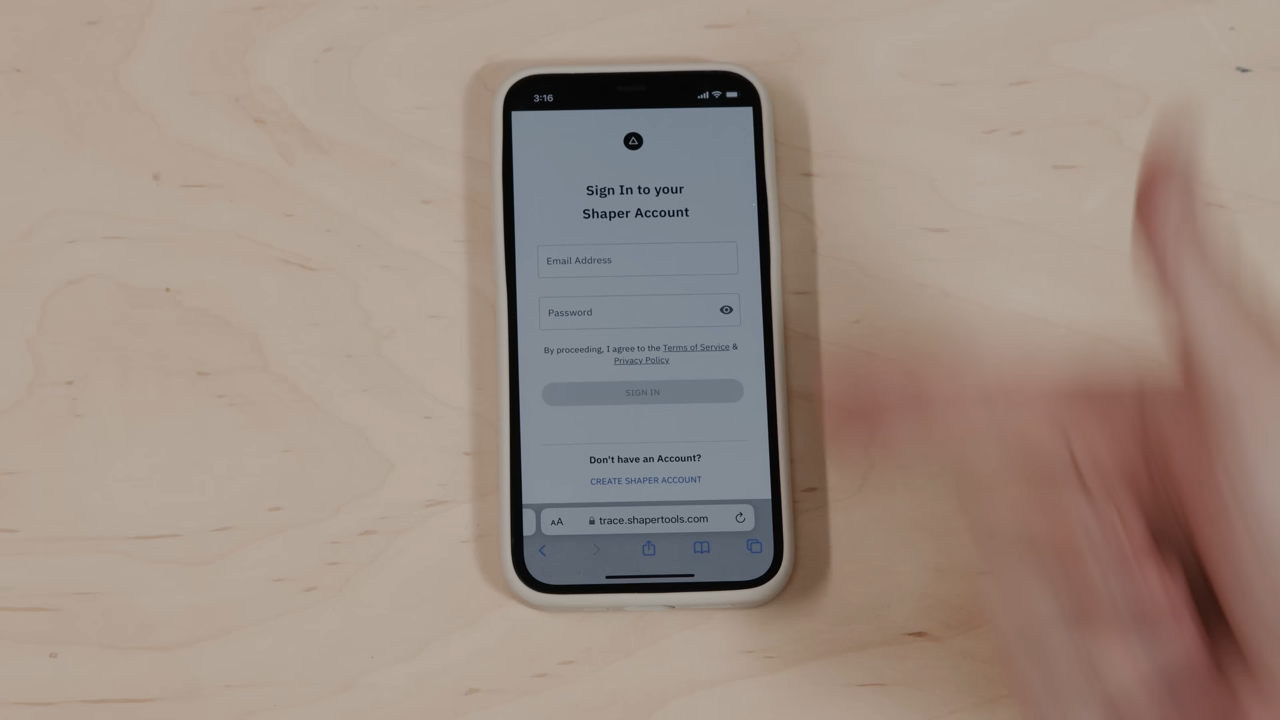 3:16
Sign In to your
Shaper Account
Email Address
Password
By proceeding, I agree to the Terms of Service &
Privacy Policy
SIGN IN
Don't have an Account?
CREATE SHAPER ACCOUNT
AA trace.shapertools.com